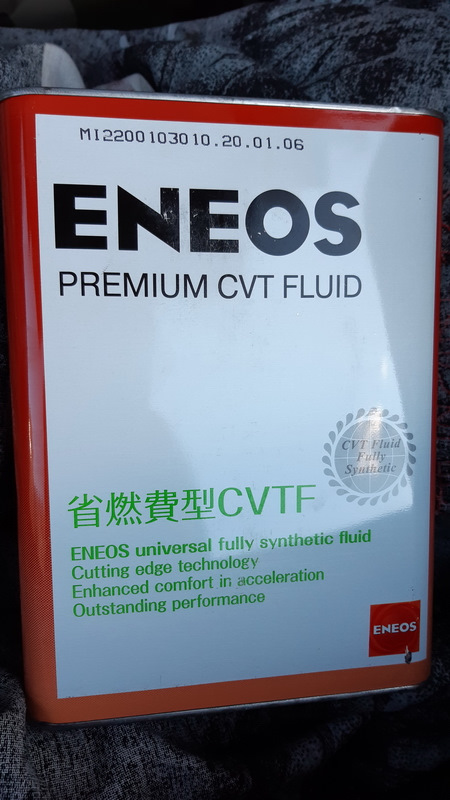 MI2200103010.20.01.06
ENEOS
PREMIUM CVT FLUID
CVT Fluid
Fully
Synthetic
省燃費型CVTF
ENEOS universal fully synthetic fluid
Cutting edge technology
Enhanced comfort in acceleration
Outstanding performance
ENEOS